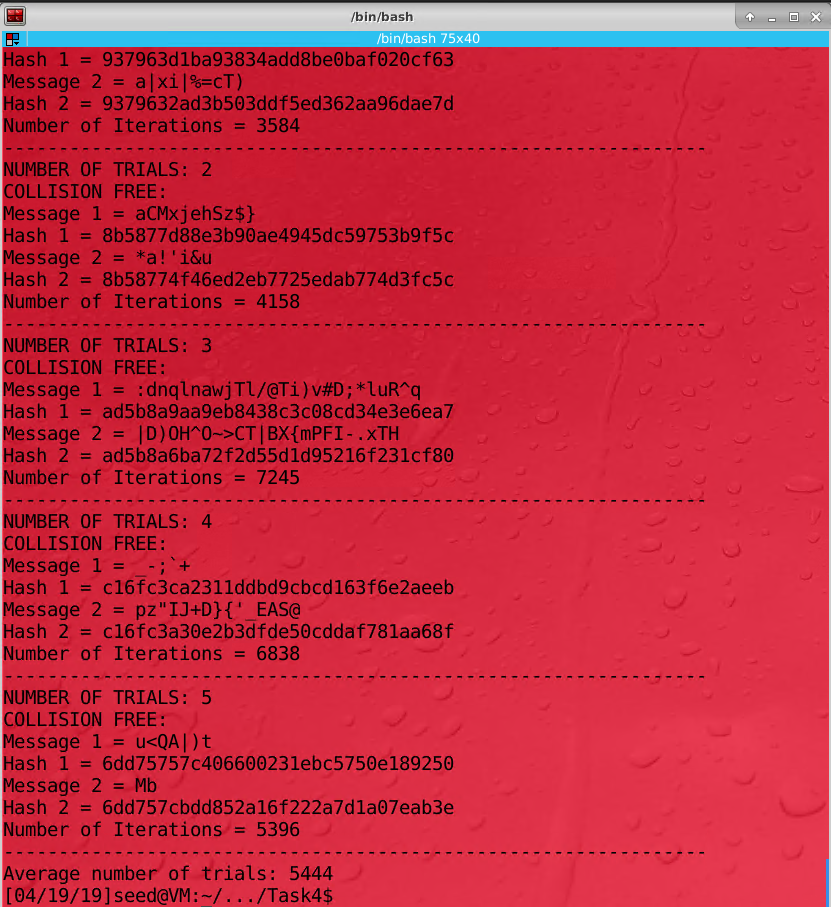 /bin/bash
/bin/bash 75x40
Hash 1 = 937963d1ba93834add8be0baf020cf63
Message 2 = a|xi|%=cT)
Hash 2 = 9379632ad3b503ddf5ed362aa96dae7d
Number of Iterations = 3584
----------------------------------------------------------------
NUMBER OF TRIALS: 2
COLLISION FREE:
Message 1 = aCMxjehSz$}
Hash 1 = 8b5877d88e3b90ae4945dc59753b9f5c
Message 2 = *a!'i&u
Hash 2 = 8b58774f46ed2eb7725edab774d3fc5c
Number of Iterations = 4158
----------------------------------------------------------------
NUMBER OF TRIALS: 3
COLLISION FREE:
Message 1 = :dnqlnawjTl/@Ti)v#D;*luR^q
Hash 1 = ad5b8a9aa9eb8438c3c08cd34e3e6ea7
Message 2 = |D)OH^O~>CT|BX{mPFI-.xTH
Hash 2 = ad5b8a6ba72f2d55d1d95216f231cf80
Number of Iterations = 7245
----------------------------------------------------------------
NUMBER OF TRIALS: 4
COLLISION FREE:
Message 1 = _-;`+
Hash 1 = c16fc3ca2311ddbd9cbcd163f6e2aeeb
Message 2 = pz"IJ+D}{'_EAS@
Hash 2 = c16fc3a30e2b3dfde50cddaf781aa68f
Number of Iterations = 6838
----------------------------------------------------------------
NUMBER OF TRIALS: 5
COLLISION FREE:
Message 1 = u<QA|)t
Hash 1 = 6dd75757c406600231ebc5750e189250
Message 2 = Mb
Hash 2 = 6dd757cbdd852a16f222a7d1a07eab3e
Number of Iterations = 5396
----------------------------------------------------------------
Average number of trials: 5444
[04/19/19]seed@VM:~/.../Task4$